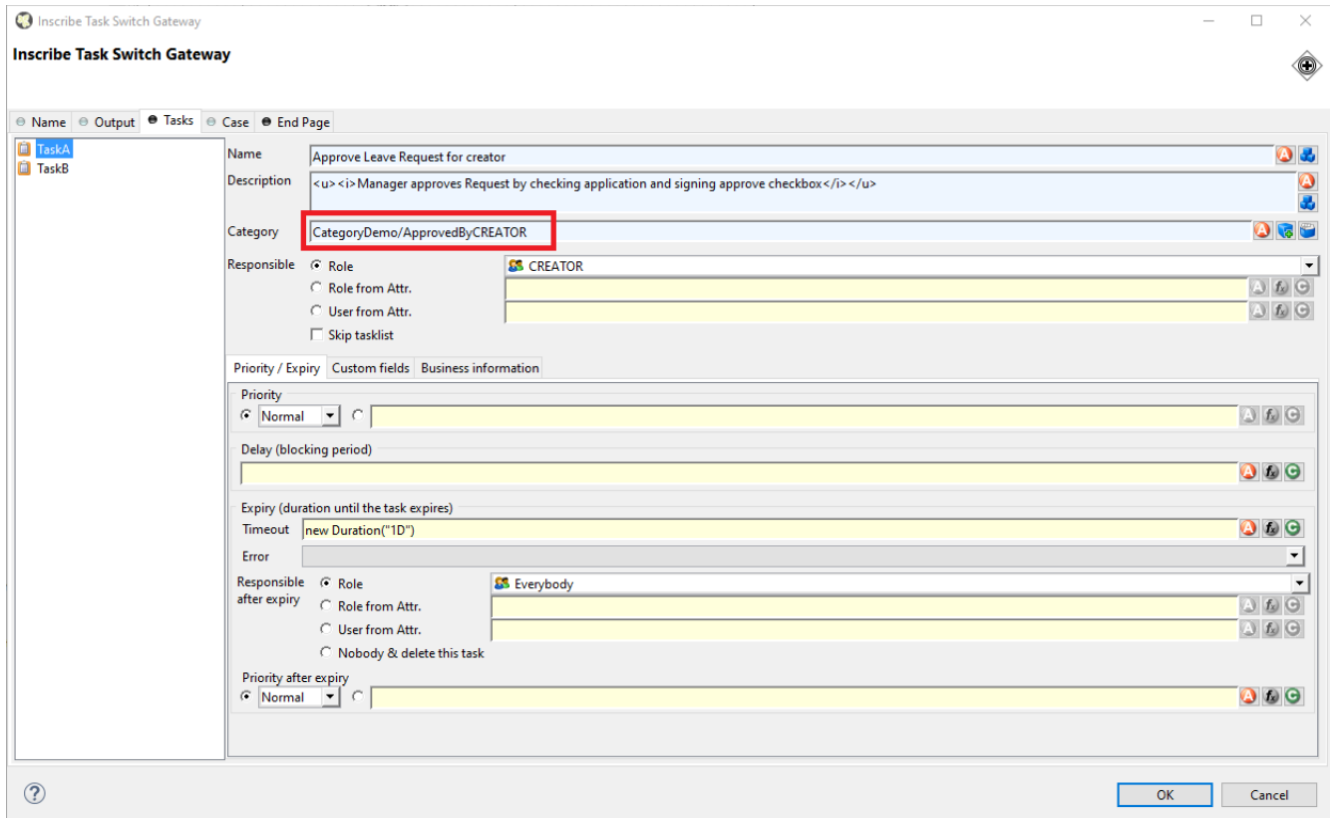 Inscribe Task Switch Gateway
Inscribe Task Switch Gateway
Name Output Tasks Case End Page
TaskA
TaskB
Name Approve Leave Request for creator
Description <u><i>Manager approves Request by checking application and signing approve checkbox</i></u>
Category CategoryDemo/ApprovedByCREATOR
Responsible Role CREATOR
Role from Attr.
User from Attr.
Skip tasklist
Priority / Expiry Custom fields Business information
Priority
Normal
Delay (blocking period)
Expiry (duration until the task expires)
Timeout new Duration("1D")
Error
Responsible after expiry Role Everybody
Role from Attr.
User from Attr.
Nobody & delete this task
Priority after expiry
Normal
OK Cancel